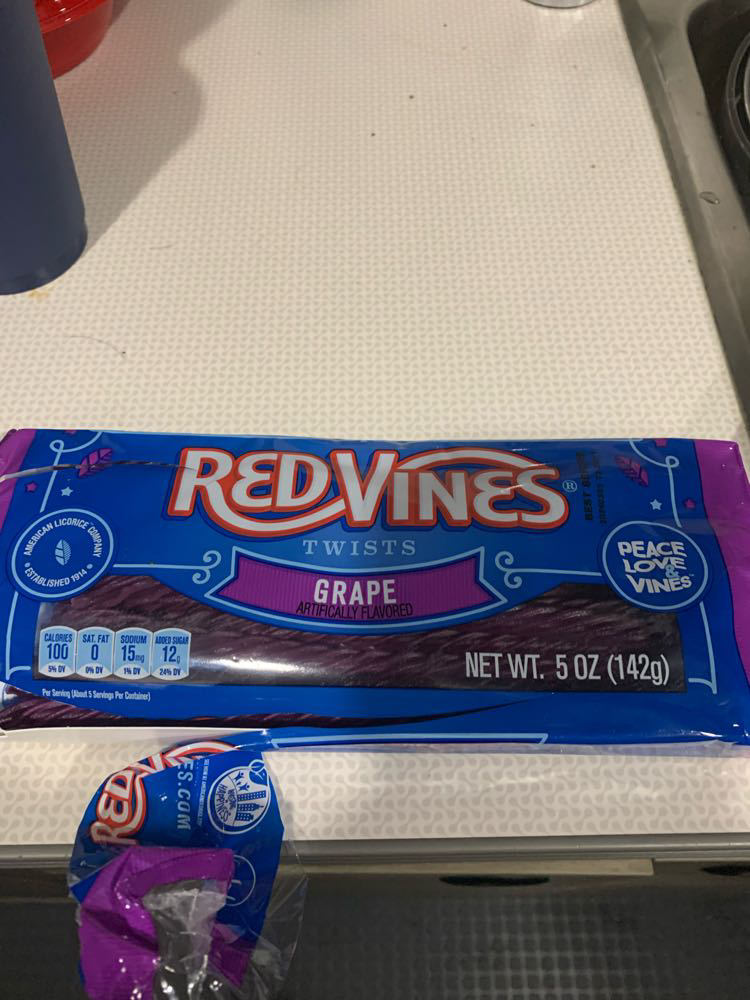 RED VINES®
TWISTS
GRAPE
ARTIFICIALLY FLAVORED
AMERICAN LICORICE COMPANY
• ESTABLISHED 1914 •
PEACE
LOVE &
VINES
CALORIES
100
5% DV
SAT. FAT
0
0% DV
SODIUM
15mg
1% DV
ADDED SUGAR
12g
24% DV
Per Serving (About 5 Servings Per Container)
NET WT. 5 OZ (142g)
BEST
RED
ES.COM